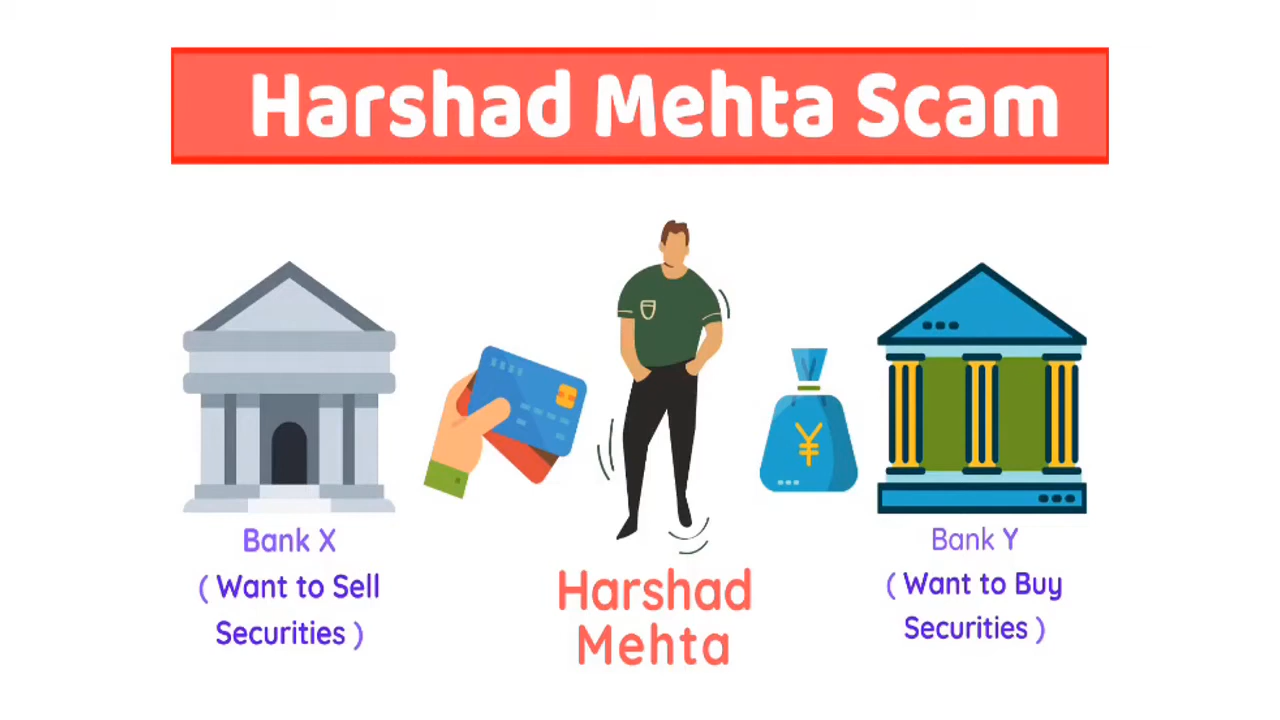 Harshad Mehta Scam
Bank X
( Want to Sell
Securities )
¥
Harshad
Mehta
Bank Y
( Want to Buy
Securities )